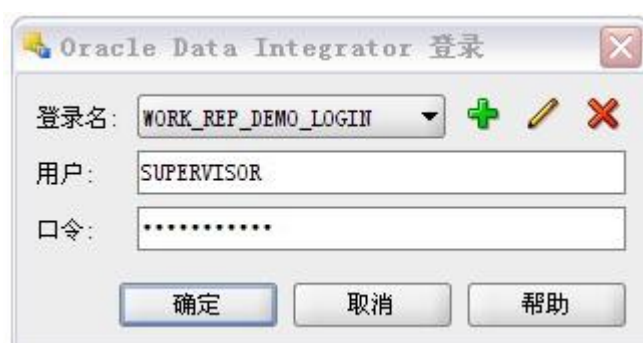 Oracle Data Integrator 登录
登录名: WORK_REP_DEMO_LOGIN
用户: SUPERVISOR
口令: •••••••••••
确定 取消 帮助